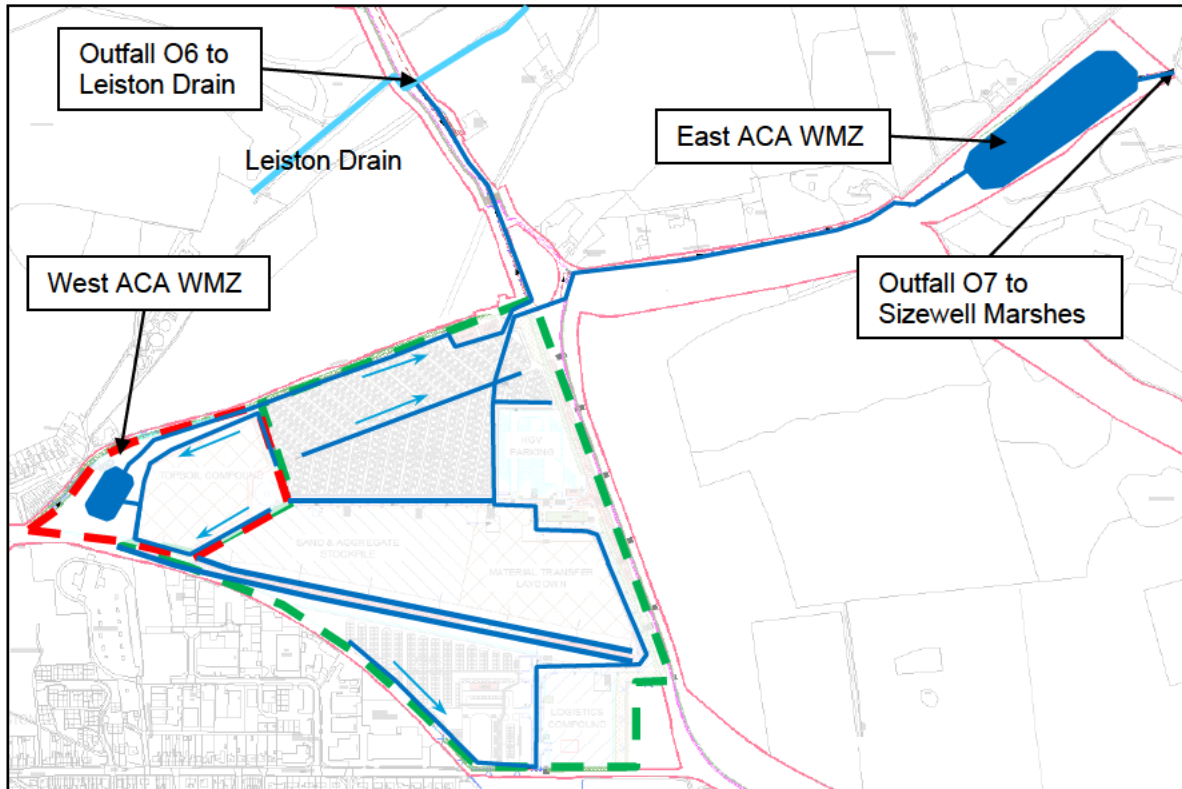 Outfall O6 to
Leiston Drain
Leiston Drain
East ACA WMZ
West ACA WMZ
Outfall O7 to
Sizewell Marshes
HGV
PARKING
TOPSOIL COMPOUND
SAND & AGGREGATE
STOCKPILE
MATERIAL TRANSFER
LAYDOWN
LOGISTICS
COMPOUND